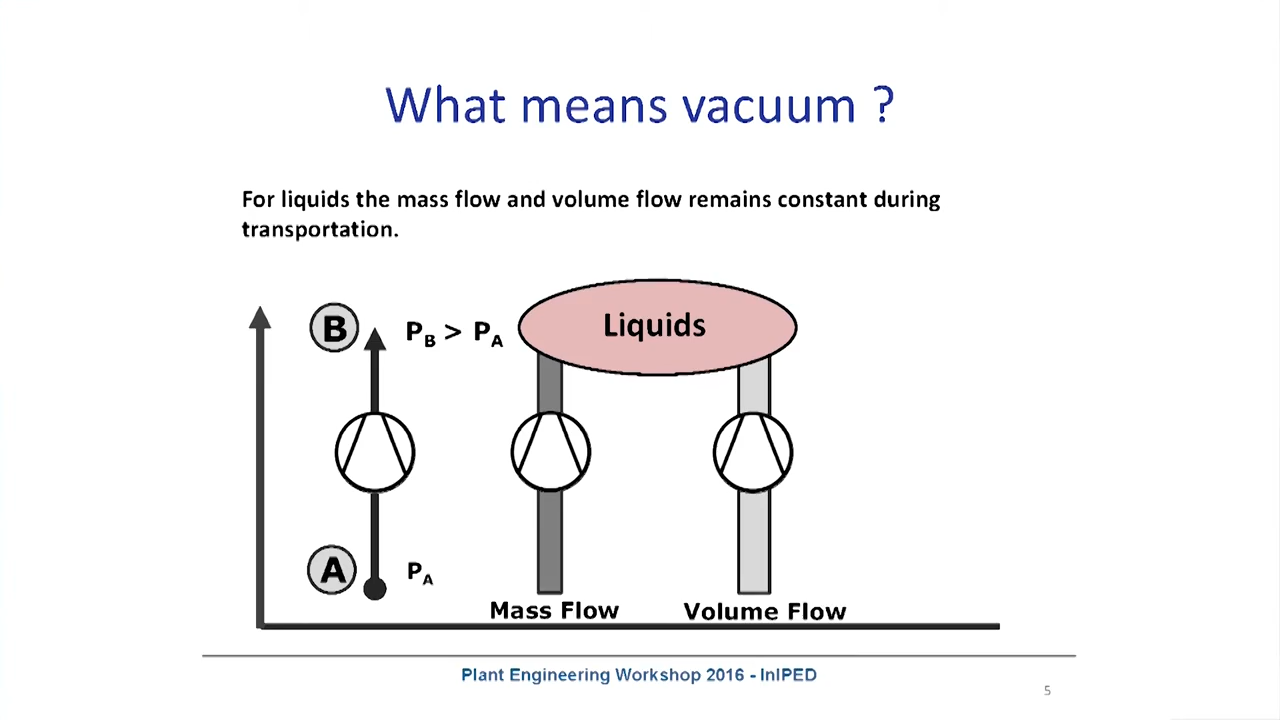 What means vacuum ?
For liquids the mass flow and volume flow remains constant during
transportation.
B
PB > PA
Liquids
A
PA
Mass Flow
Volume Flow
Plant Engineering Workshop 2016 - InIPED
5